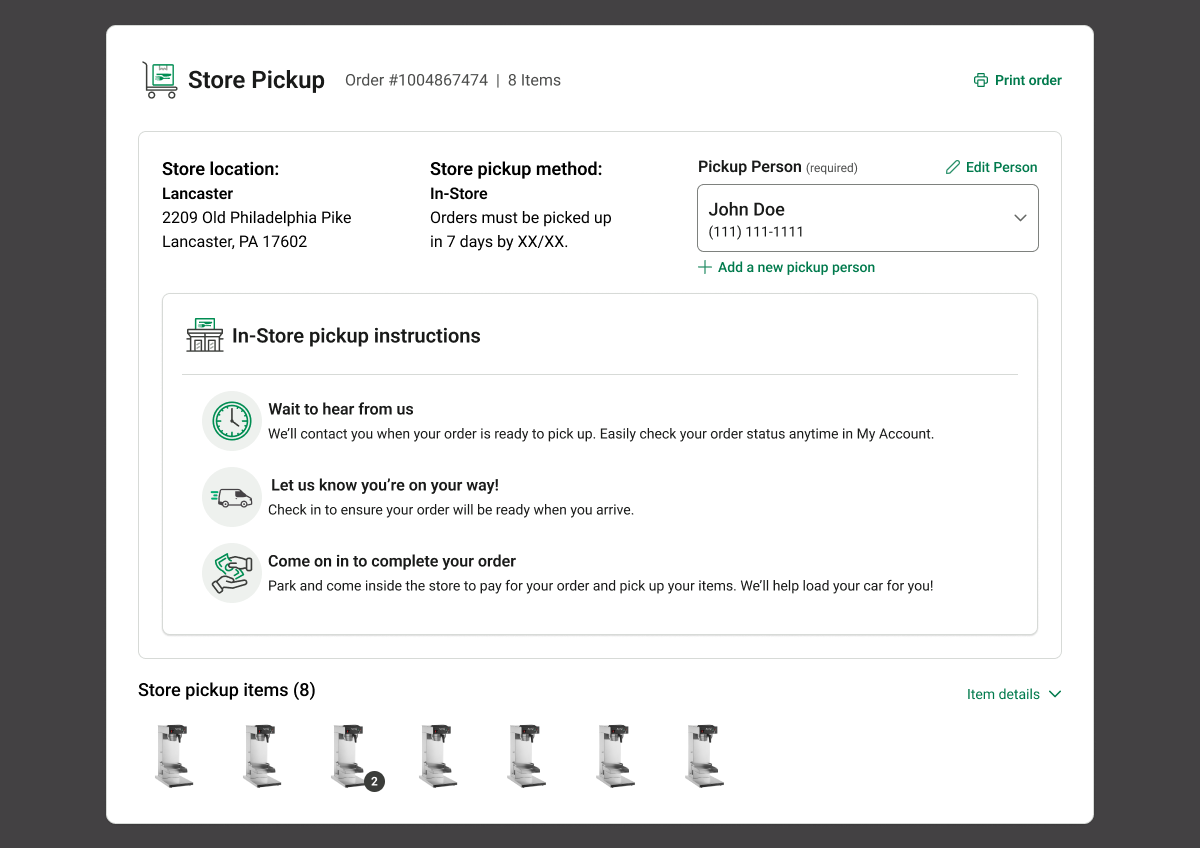 Store Pickup
Order #1004867474 | 8 Items
Print order
Store location:
Lancaster
2209 Old Philadelphia Pike
Lancaster, PA 17602
Store pickup method:
In-Store
Orders must be picked up
in 7 days by XX/XX.
Pickup Person (required)
Edit Person
John Doe
(111) 111-1111
Add a new pickup person
In-Store pickup instructions
Wait to hear from us
We’ll contact you when your order is ready to pick up. Easily check your order status anytime in My Account.
Let us know you’re on your way!
Check in to ensure your order will be ready when you arrive.
Come on in to complete your order
Park and come inside the store to pay for your order and pick up your items. We’ll help load your car for you!
Store pickup items (8)
Item details
2